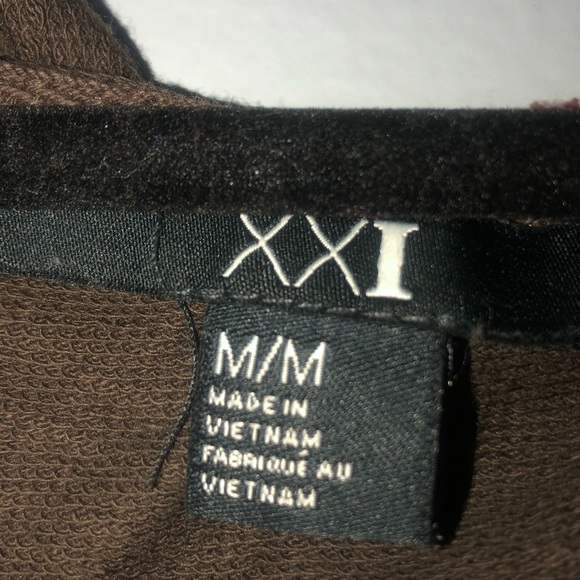 XXI
M/M
MADE IN
VIETNAM
FABRIQUÉ AU
VIETNAM